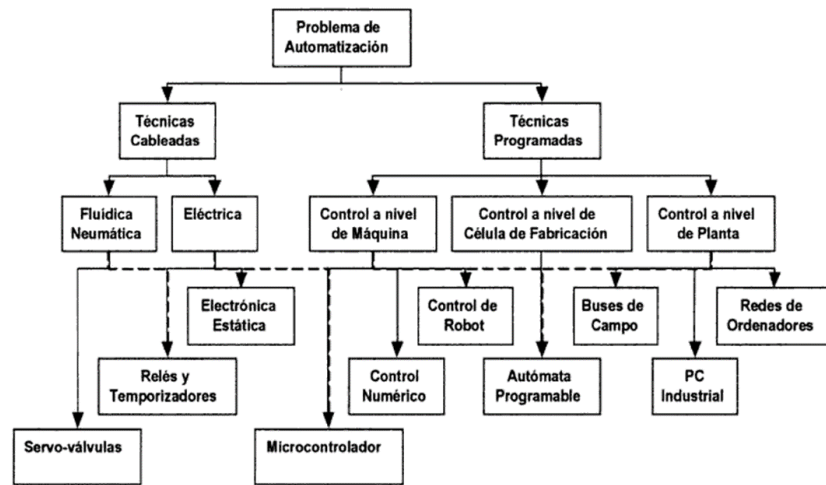 Problema de
Automatización
Técnicas
Cableadas
Técnicas
Programadas
Fluídica
Neumática
Eléctrica
Control a nivel
de Máquina
Control a nivel de
Célula de Fabricación
Control a nivel
de Planta
Electrónica
Estática
Control de
Robot
Buses de
Campo
Redes de
Ordenadores
Relés y
Temporizadores
Control
Numérico
Autómata
Programable
PC
Industrial
Servo-válvulas
Microcontrolador